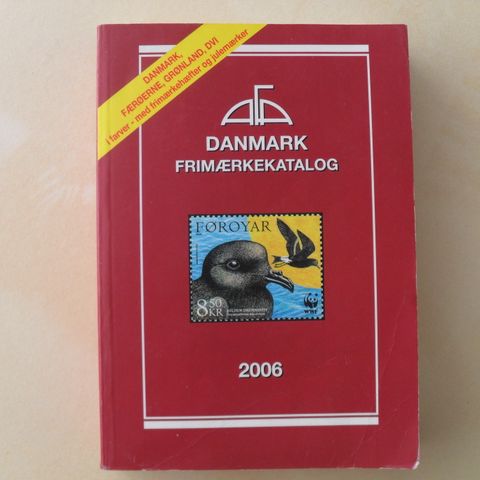 DANMARK,
FÆRØERNE, GRØNLAND, DVI
I farver - med frimærkehæfter og julemærker
AFA
DANMARK
FRIMÆRKEKATALOG
FØROYAR
8 50
KR
WWF
2006